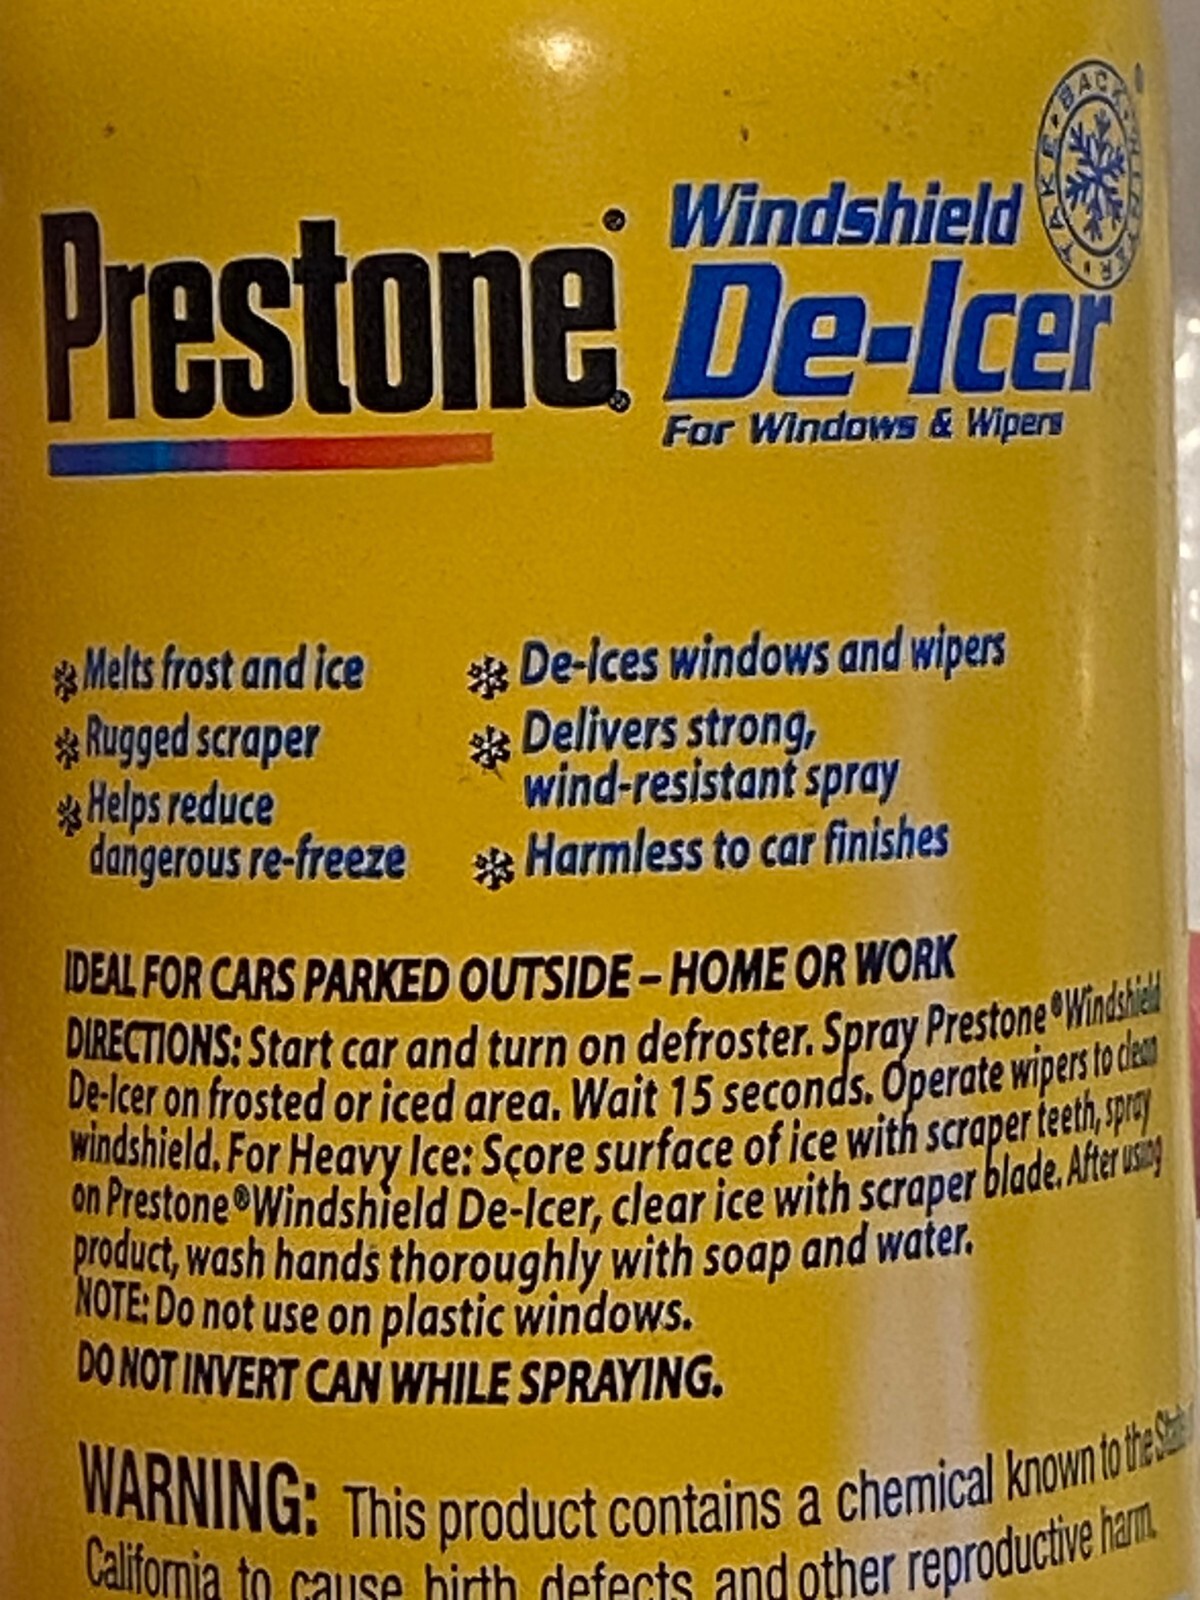 TAKE • BACK • WINTER •®
Prestone®
Windshield
De-Icer
For Windows & Wipers
Melts frost and ice
Rugged scraper
Helps reduce
dangerous re-freeze
De-Ices windows and wipers
Delivers strong,
wind-resistant spray
Harmless to car finishes
IDEAL FOR CARS PARKED OUTSIDE – HOME OR WORK
DIRECTIONS: Start car and turn on defroster. Spray Prestone® Windshield
De-Icer on frosted or iced area. Wait 15 seconds. Operate wipers to clean
windshield. For Heavy Ice: Score surface of ice with scraper teeth, spray
on Prestone® Windshield De-Icer, clear ice with scraper blade. After using
product, wash hands thoroughly with soap and water.
NOTE: Do not use on plastic windows.
DO NOT INVERT CAN WHILE SPRAYING.
WARNING: This product contains a chemical known to the State
California to cause birth defects and other reproductive harm.